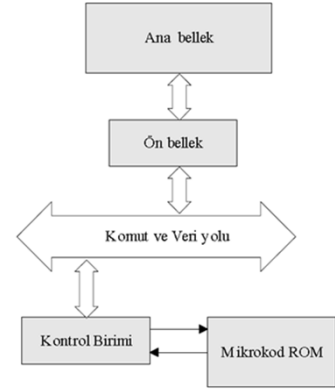 Ana bellek
Ön bellek
Komut ve Veri yolu
Kontrol Birimi
Mikrokod ROM